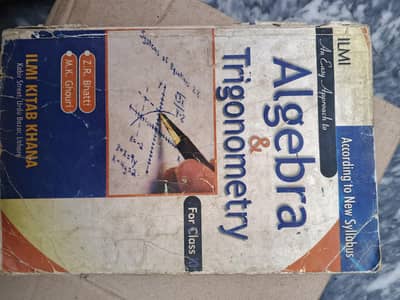 ILMI
According to New Syllabus
An Easy Approach to
Algebra
&
Trigonometry
For Class
Z.R. Bhatti
M.K. Ghouri
ILMI KITAB KHANA
Kabir Street, Urdu Bazar, Lahore